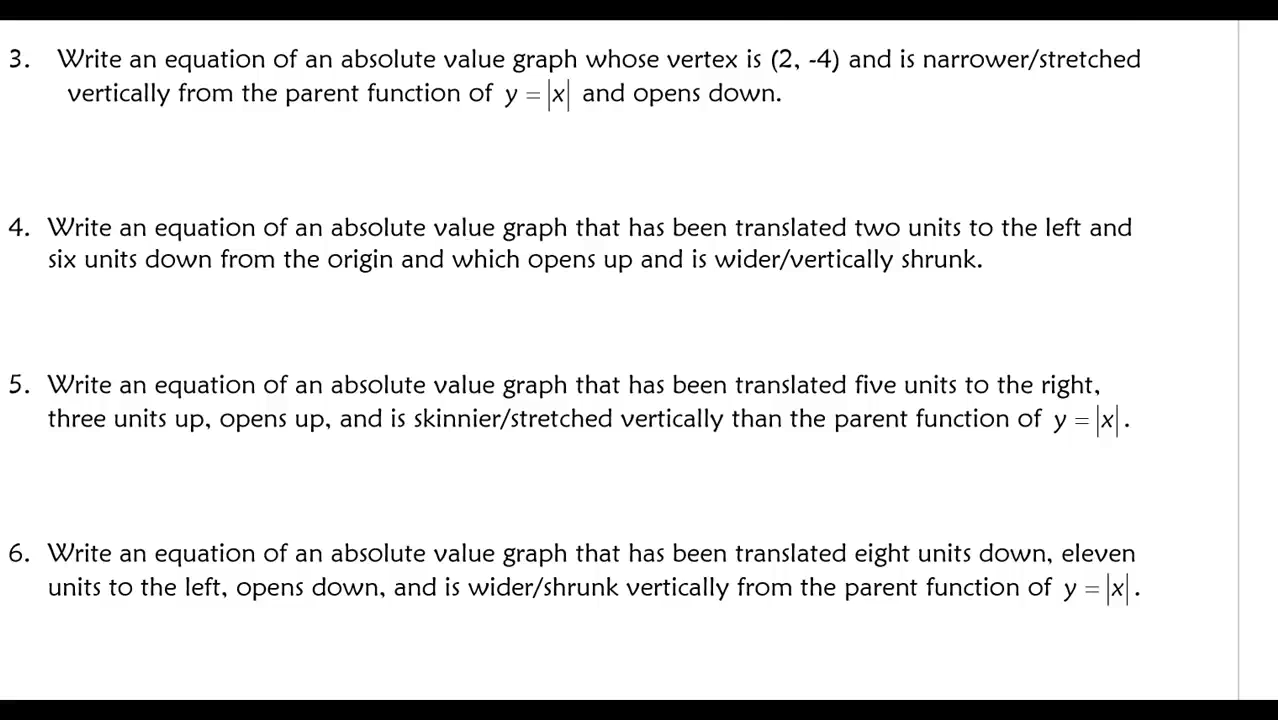 3. Write an equation of an absolute value graph whose vertex is (2, -4) and is narrower/stretched
vertically from the parent function of y = |x| and opens down.
4. Write an equation of an absolute value graph that has been translated two units to the left and
six units down from the origin and which opens up and is wider/vertically shrunk.
5. Write an equation of an absolute value graph that has been translated five units to the right,
three units up, opens up, and is skinnier/stretched vertically than the parent function of y = |x|.
6. Write an equation of an absolute value graph that has been translated eight units down, eleven
units to the left, opens down, and is wider/shrunk vertically from the parent function of y = |x|.